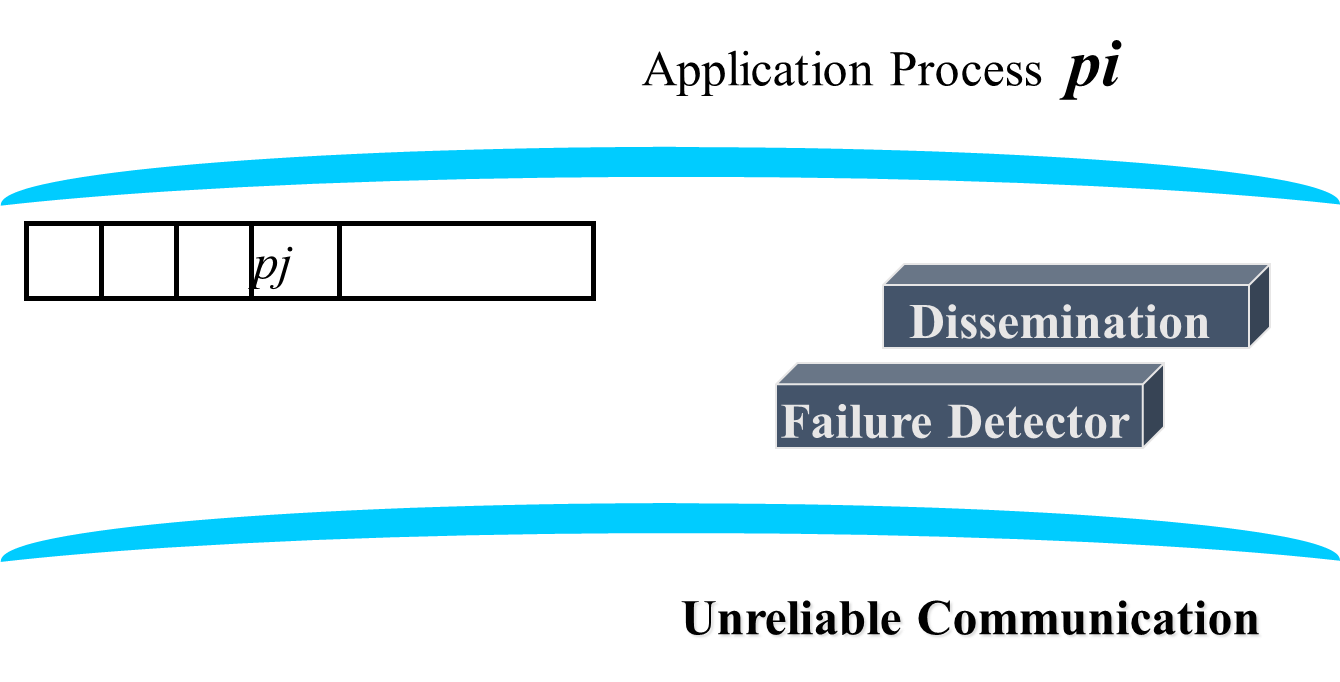 Application Process pi
pj
Dissemination
Failure Detector
Unreliable Communication